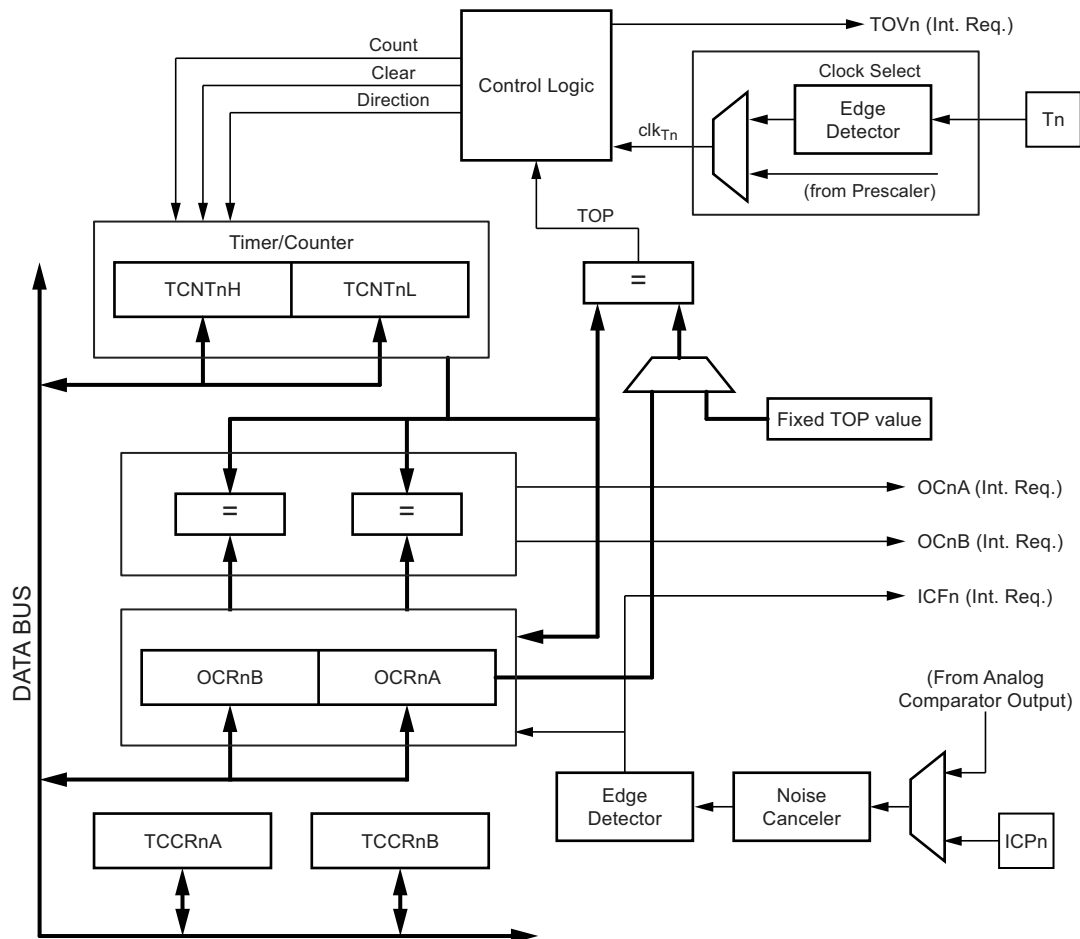 TOVn (Int. Req.)
Count
Clear
Direction
Control Logic
Clock Select
Edge
Detector
Tn
clkTn
(from Prescaler)
TOP
Timer/Counter
TCNTnH
TCNTnL
=
Fixed TOP value
=
=
OCnA (Int. Req.)
OCnB (Int. Req.)
ICFn (Int. Req.)
DATA BUS
OCRnB
OCRnA
(From Analog
Comparator Output)
Edge
Detector
Noise
Canceler
ICPn
TCCRnA
TCCRnB